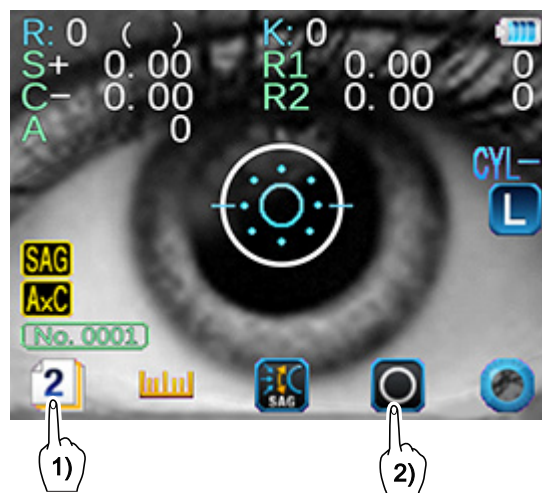 R: 0 ( ) K: 0
S+ 0.00 R1 0.00 0
C- 0.00 R2 0.00 0
A 0
CYL-
L
SAG
AxC
No. 0001
2 SAG
1) 2)